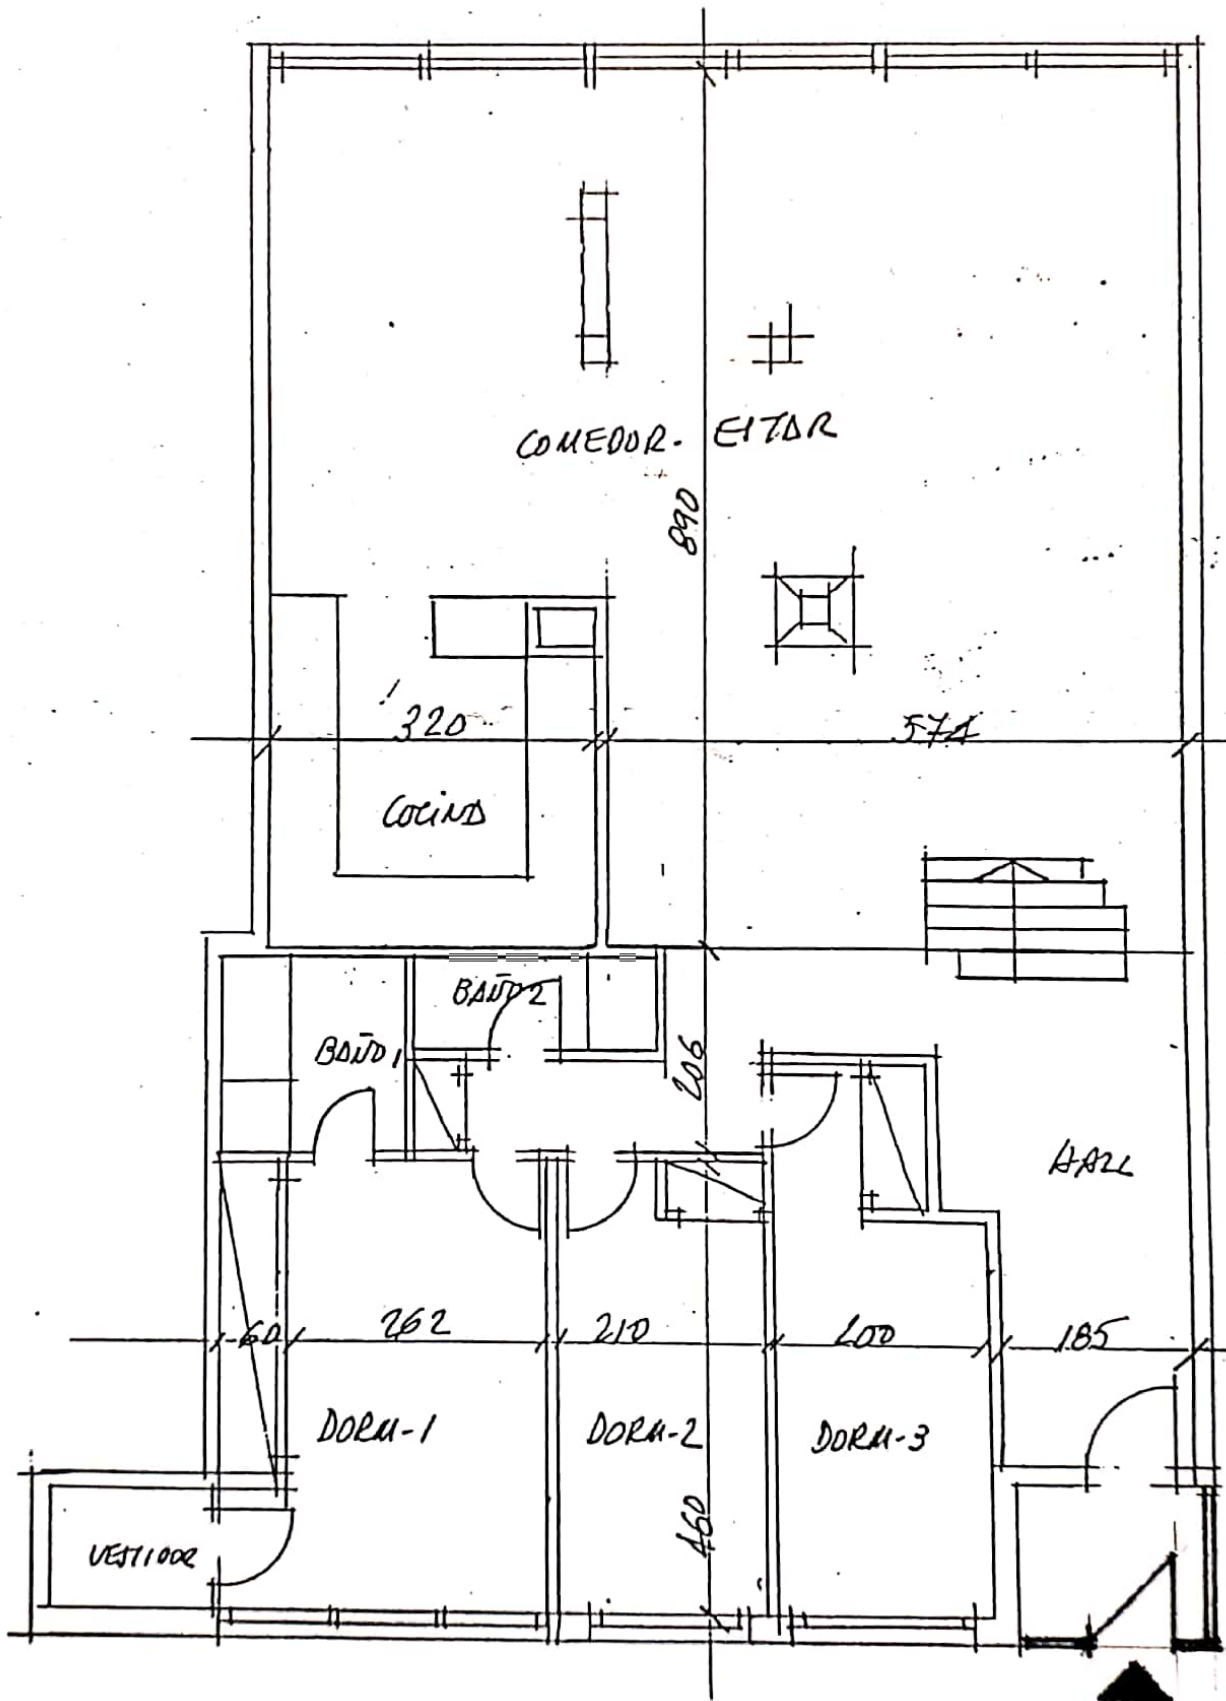 COMEDOR- ESTAR
890
320
574
COCINA
BAÑO 2
BAÑO 1
206
HALL
60
262
210
200
185
DORM-1
DORM-2
DORM-3
460
VESTIDOR